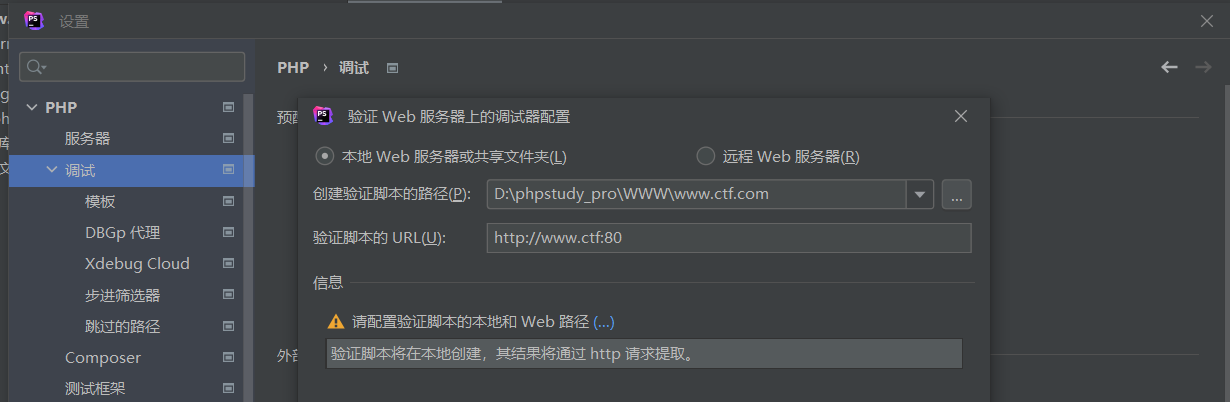 设置
PHP › 调试
PHP
服务器
调试
模板
DBGp 代理
Xdebug Cloud
步进筛选器
跳过的路径
Composer
测试框架
验证 Web 服务器上的调试器配置
本地 Web 服务器或共享文件夹(L)
远程 Web 服务器(R)
创建验证脚本的路径(P):
D:\phpstudy_pro\WWW\www.ctf.com
...
验证脚本的 URL(U):
http://www.ctf:80
信息
请配置验证脚本的本地和 Web 路径 (...)
验证脚本将在本地创建，其结果将通过 http 请求提取。